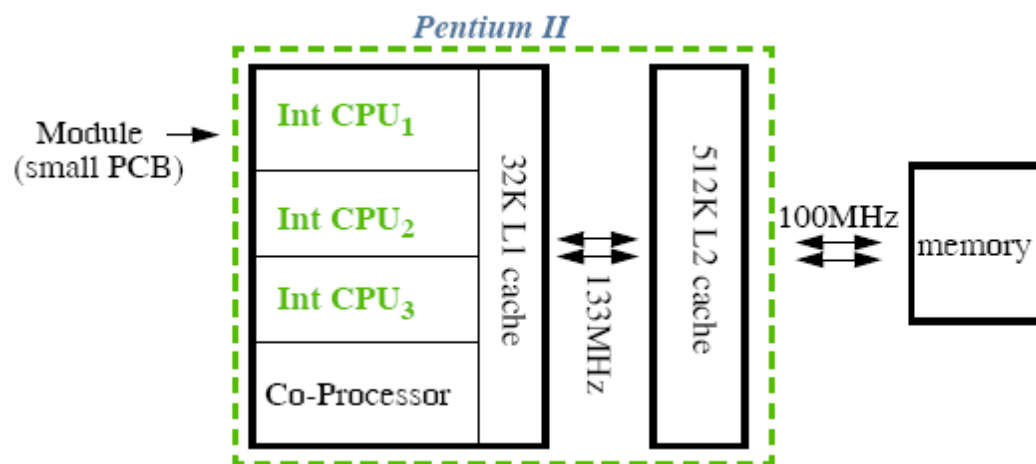 Pentium II
Module
(small PCB)
Int CPU1
Int CPU2
Int CPU3
Co-Processor
32K L1 cache
133MHz
512K L2 cache
100MHz
memory